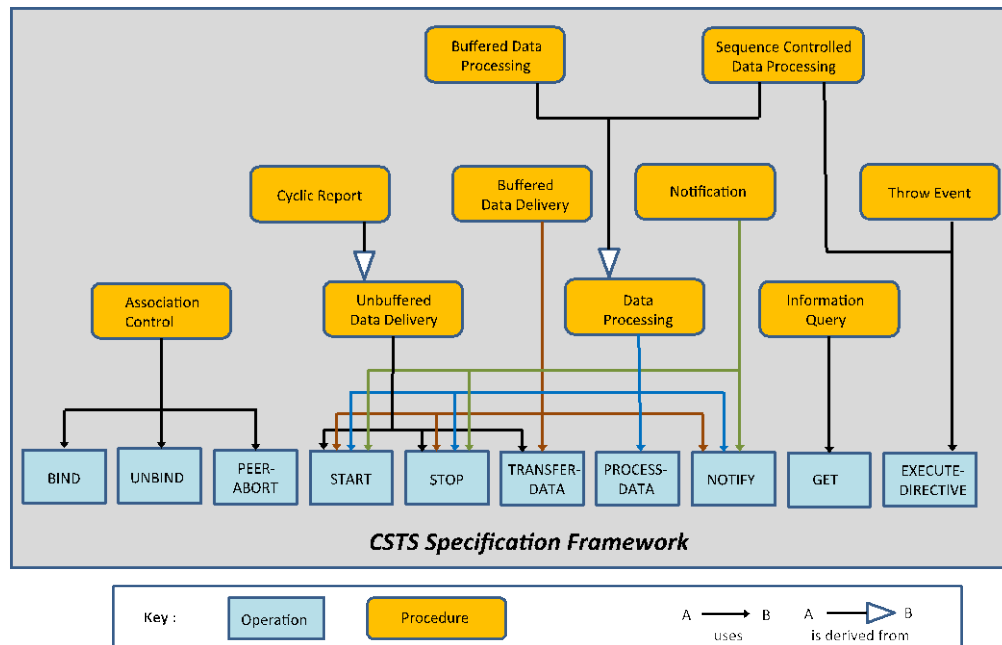 Buffered Data
Processing
Sequence Controlled
Data Processing
Cyclic Report
Buffered
Data Delivery
Notification
Throw Event
Association
Control
Unbuffered
Data Delivery
Data
Processing
Information
Query
BIND
UNBIND
PEER-
ABORT
START
STOP
TRANSFER-
DATA
PROCESS-
DATA
NOTIFY
GET
EXECUTE-
DIRECTIVE
CSTS Specification Framework
Key :
Operation
Procedure
A B
uses
A B
is derived from